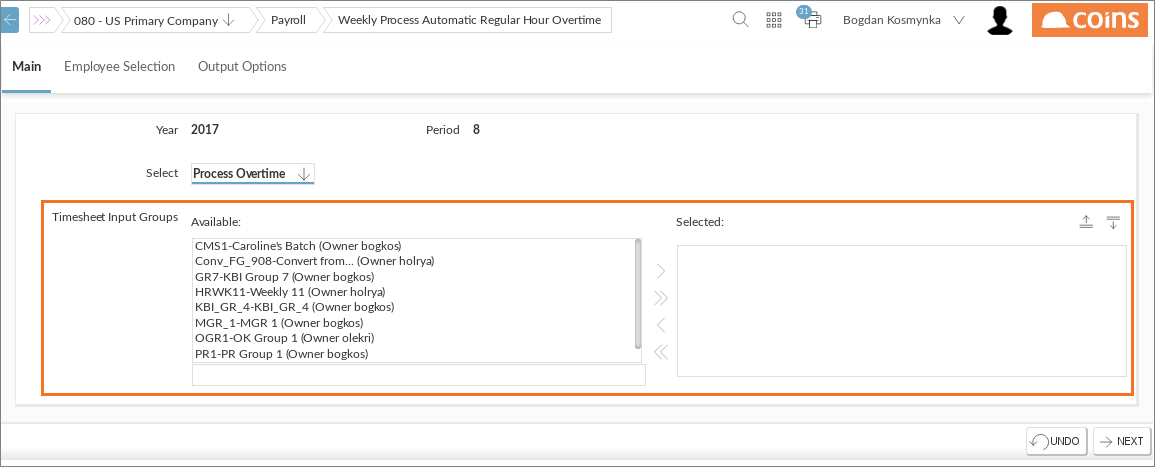 080 - US Primary Company
Payroll
Weekly Process Automatic Regular Hour Overtime
31
Bogdan Kosmynka
coins
Main
Employee Selection
Output Options
Year 2017
Period 8
Select Process Overtime
Timesheet Input Groups
Available:
Selected:
CMS1-Caroline's Batch (Owner bogkos)
Conv_FG_908-Convert from... (Owner holrya)
GR7-KBI Group 7 (Owner bogkos)
HRWK11-Weekly 11 (Owner holrya)
KBI_GR_4-KBI_GR_4 (Owner bogkos)
MGR_1-MGR 1 (Owner bogkos)
OGR1-OK Group 1 (Owner olekri)
PR1-PR Group 1 (Owner bogkos)
UNDO
NEXT